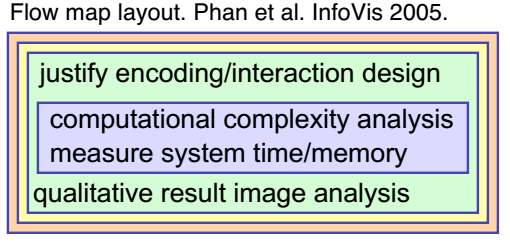 Flow map layout. Phan et al. InfoVis 2005.
justify encoding/interaction design
computational complexity analysis
measure system time/memory
qualitative result image analysis